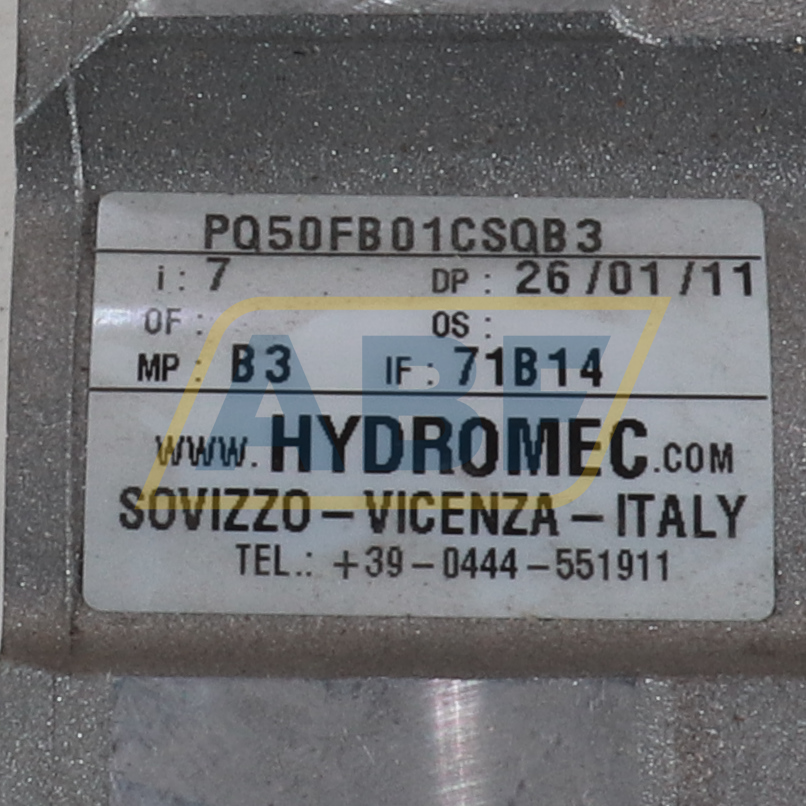 PQ50FB01CSQB3
i : 7 DP : 26/01/11
OF : OS :
MP : B3 IF : 71B14
www.HYDROMEC.com
SOVIZZO – VICENZA – ITALY
TEL.: +39-0444-551911
ABF